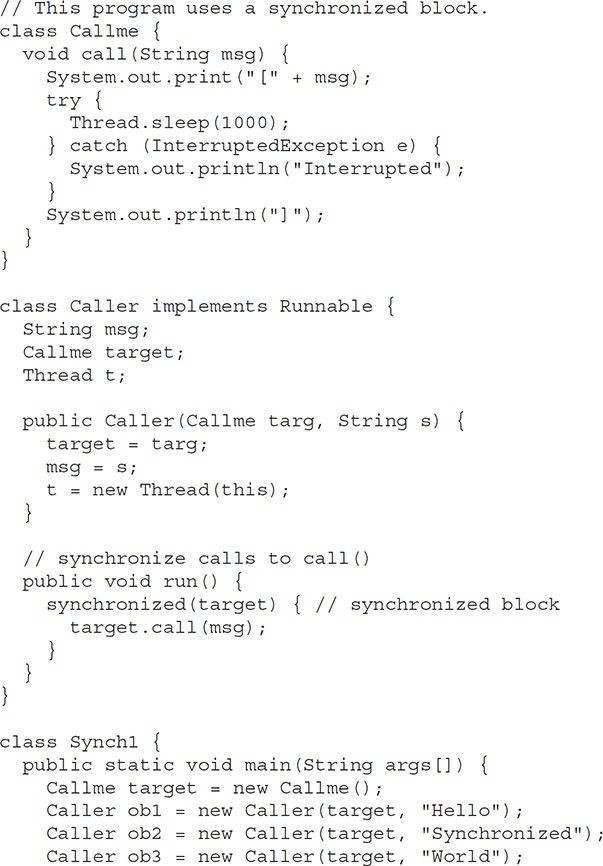 // This program uses a synchronized block.
class Callme {
  void call(String msg) {
    System.out.print("[" + msg);
    try {
      Thread.sleep(1000);
    } catch (InterruptedException e) {
      System.out.println("Interrupted");
    }
    System.out.println("]");
  }
}

class Caller implements Runnable {
  String msg;
  Callme target;
  Thread t;

  public Caller(Callme targ, String s) {
    target = targ;
    msg = s;
    t = new Thread(this);
  }

  // synchronize calls to call()
  public void run() {
    synchronized(target) { // synchronized block
      target.call(msg);
    }
  }
}

class Synch1 {
  public static void main(String args[]) {
    Callme target = new Callme();
    Caller ob1 = new Caller(target, "Hello");
    Caller ob2 = new Caller(target, "Synchronized");
    Caller ob3 = new Caller(target, "World");